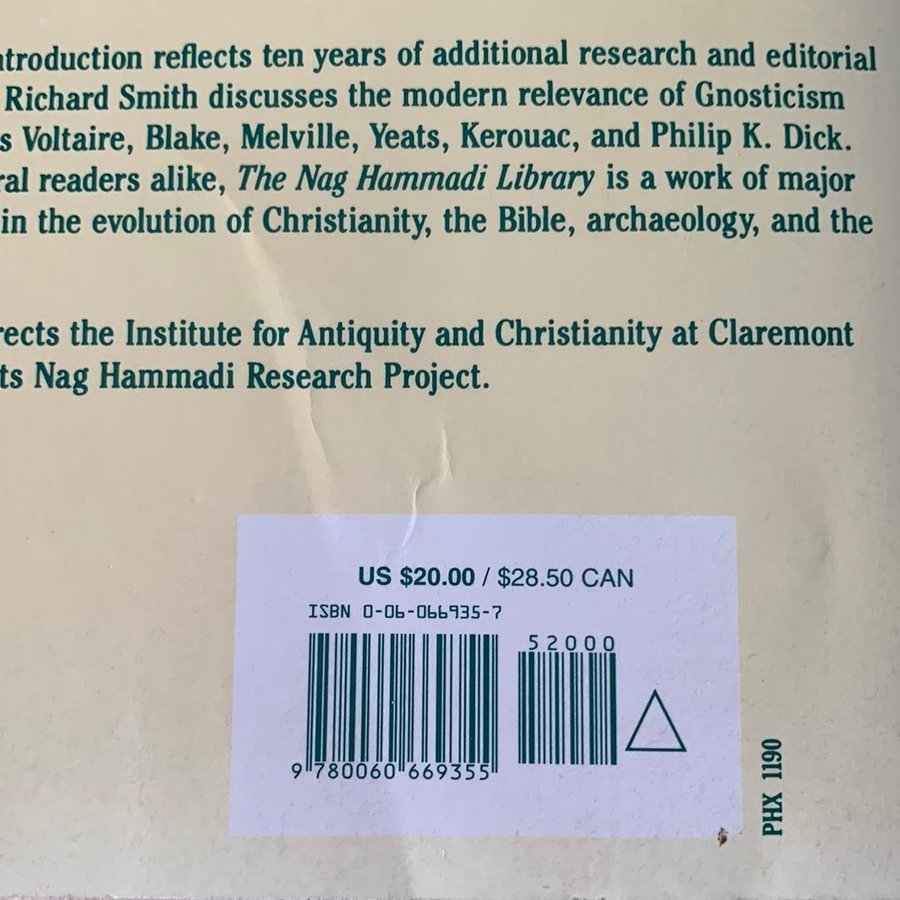 ntroduction reflects ten years of additional research and editorial
Richard Smith discusses the modern relevance of Gnosticism
s Voltaire, Blake, Melville, Yeats, Kerouac, and Philip K. Dick.
ral readers alike, The Nag Hammadi Library is a work of major
in the evolution of Christianity, the Bible, archaeology, and the
rects the Institute for Antiquity and Christianity at Claremont
ts Nag Hammadi Research Project.
US $20.00 / $28.50 CAN
ISBN 0-06-066935-7
52000
9 780060 669355
PHX 1190